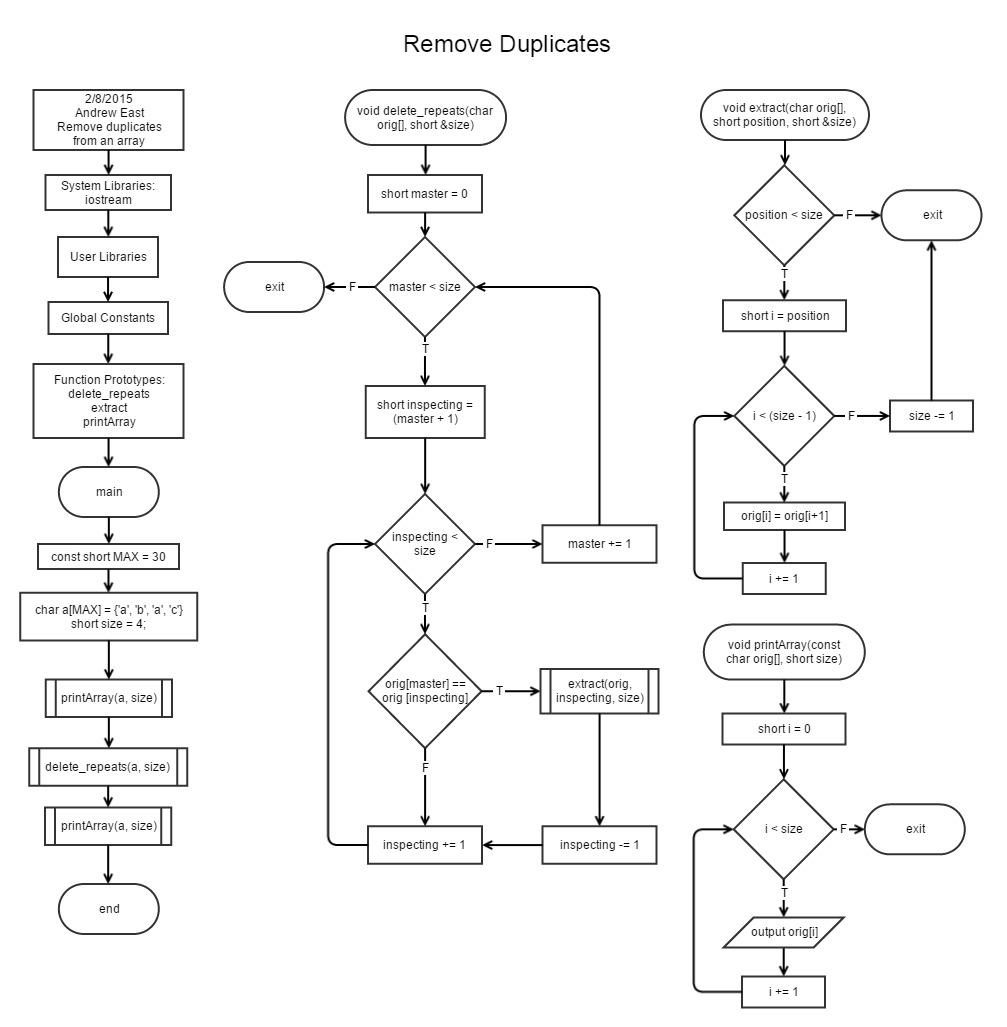 Remove Duplicates
2/8/2015
Andrew East
Remove duplicates
from an array
System Libraries:
iostream
User Libraries
Global Constants
Function Prototypes:
delete_repeats
extract
printArray
main
const short MAX = 30
char a[MAX] = {'a', 'b', 'a', 'c'}
short size = 4;
printArray(a, size)
delete_repeats(a, size)
printArray(a, size)
end
void delete_repeats(char
orig[], short &size)
short master = 0
master < size
F
exit
T
short inspecting =
(master + 1)
inspecting <
size
F
master += 1
T
orig[master] ==
orig [inspecting]
T
extract(orig,
inspecting, size)
F
inspecting += 1
inspecting -= 1
void extract(char orig[],
short position, short &size)
position < size
F
exit
T
short i = position
i < (size - 1)
F
size -= 1
T
orig[i] = orig[i+1]
i += 1
void printArray(const
char orig[], short size)
short i = 0
i < size
F
exit
T
output orig[i]
i += 1